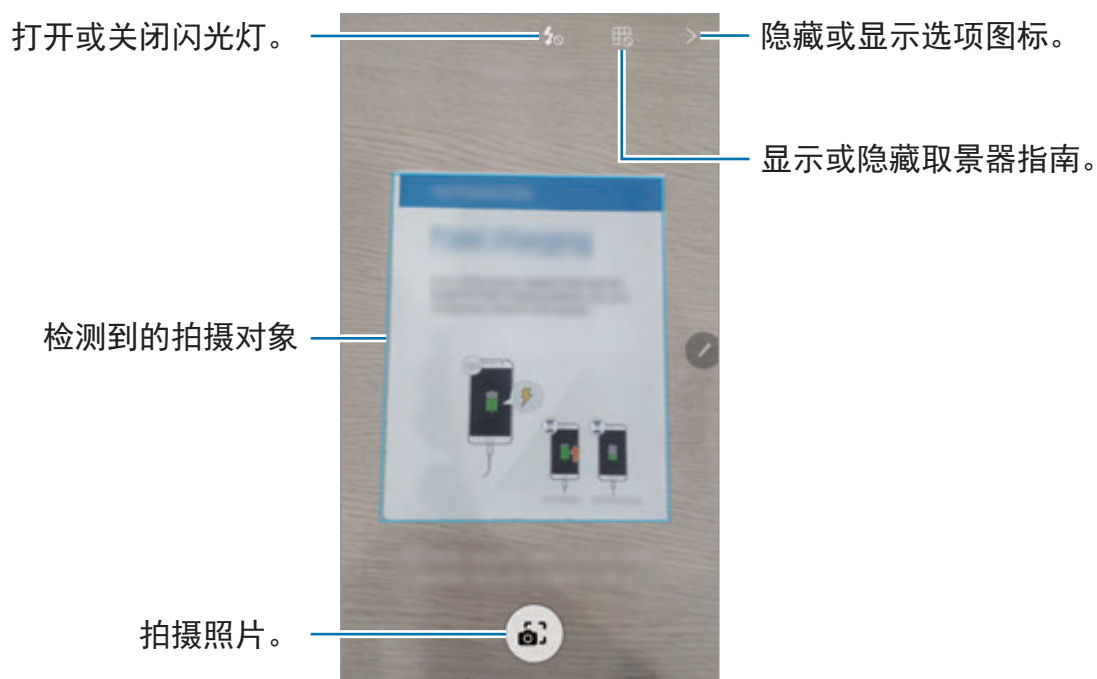 打开或关闭闪光灯。
隐藏或显示选项图标。
显示或隐藏取景器指南。
Fast charging
检测到的拍摄对象
拍摄照片。